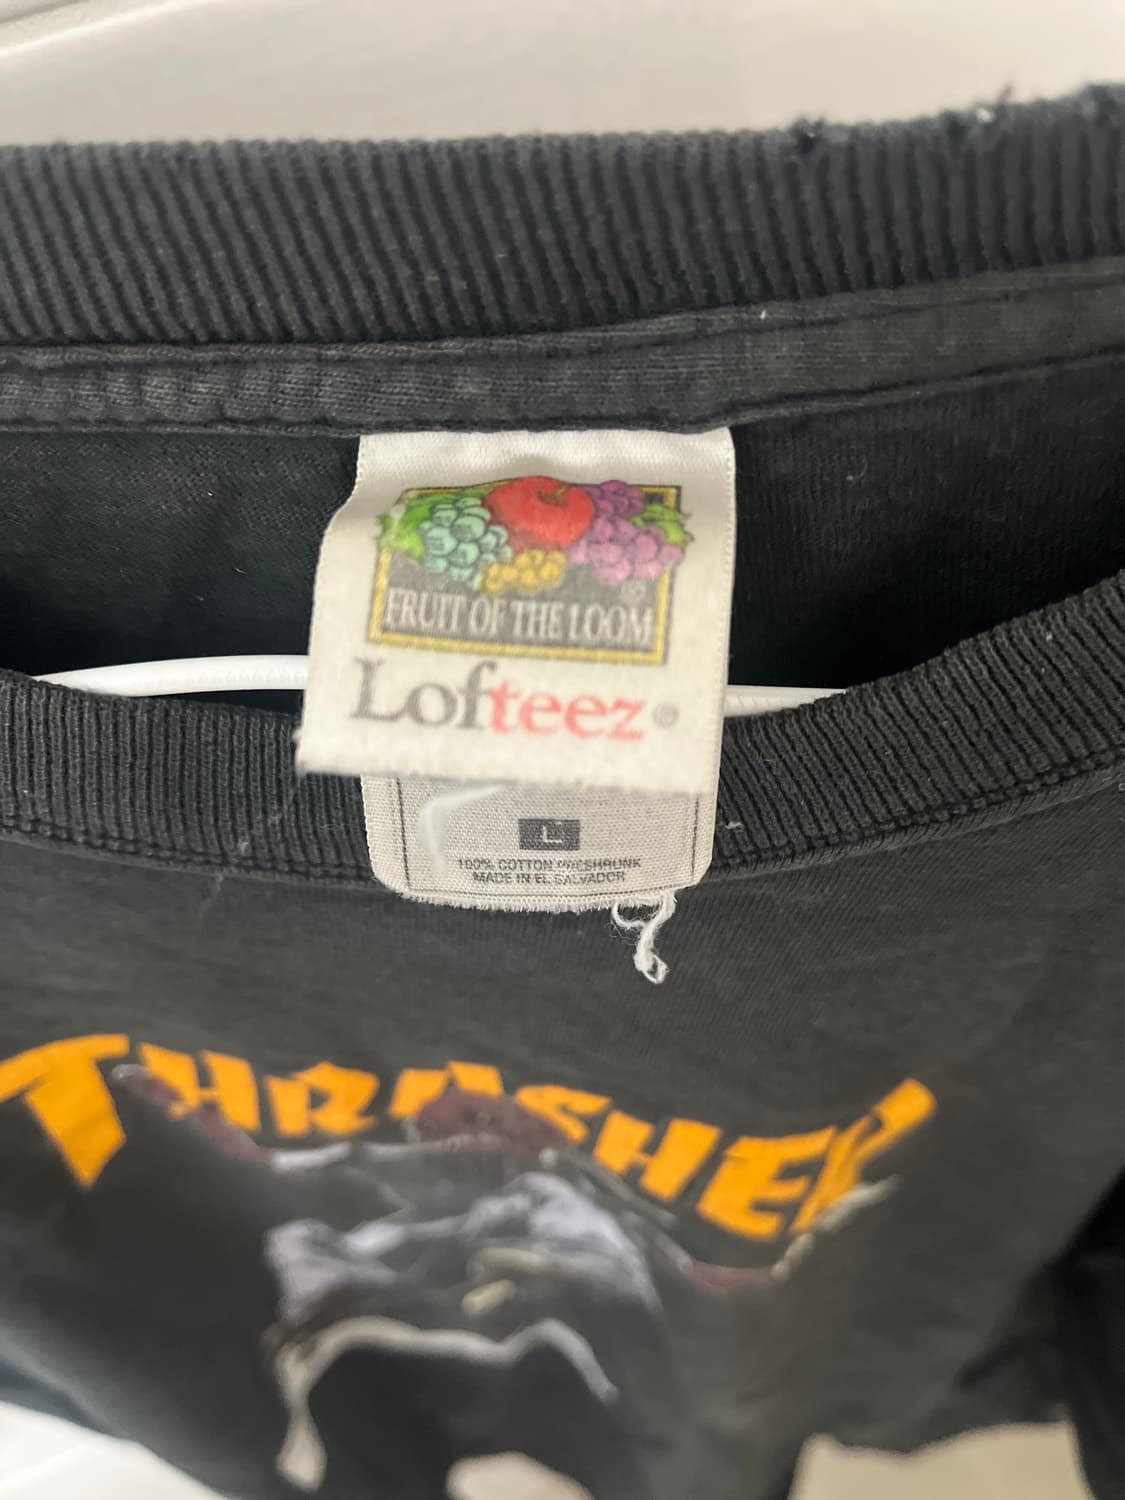 FRUIT OF THE LOOM ®
Lofteez ®
L
100% COTTON PRESHRUNK
MADE IN EL SALVADOR
THRASHER